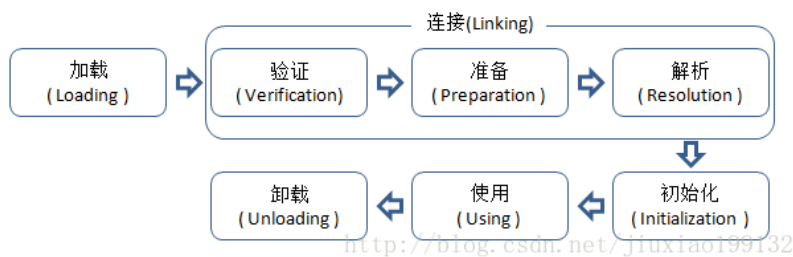 连接(Linking)
加载
( Loading )
验证
( Verification)
准备
( Preparation )
解析
( Resolution )
初始化
( Initialization )
使用
( Using )
卸载
( Unloading )
http://blog.csdn.net/jiuxiao199132